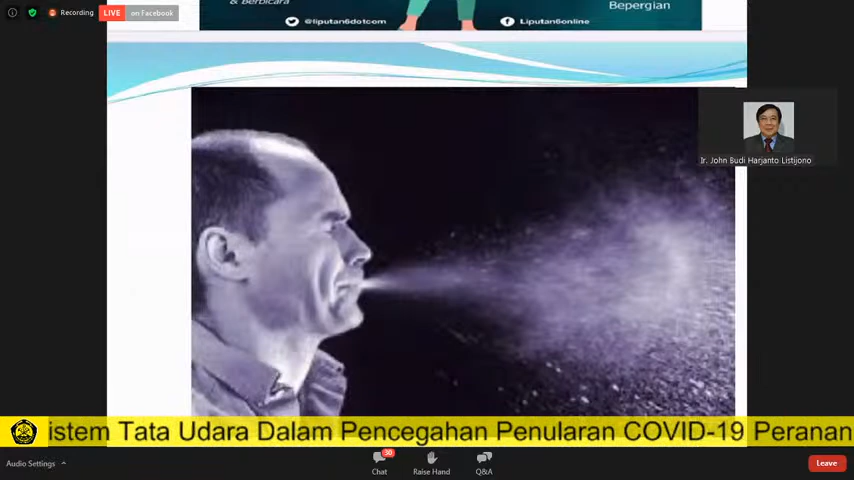 Recording
LIVE
on Facebook
& berbicara
@liputan6dotcom
Liputan6online
Bepergian
Ir. John Budi Harjanto Listijono
istem Tata Udara Dalam Pencegahan Penularan COVID-19 Peranan
Audio Settings
30
Chat
Raise Hand
Q&A
Leave